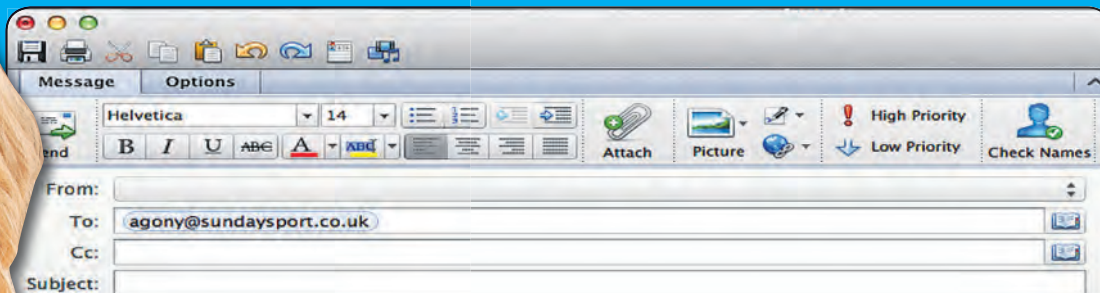 Message Options
Helvetica 14
B I U ABC A ABC
end Attach Picture High Priority
Low Priority Check Names
From:
To: agony@sundaysport.co.uk
Cc:
Subject: